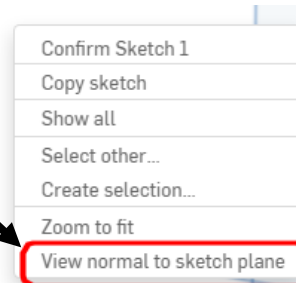 Confirm Sketch 1
Copy sketch
Show all
Select other...
Create selection...
Zoom to fit
View normal to sketch plane